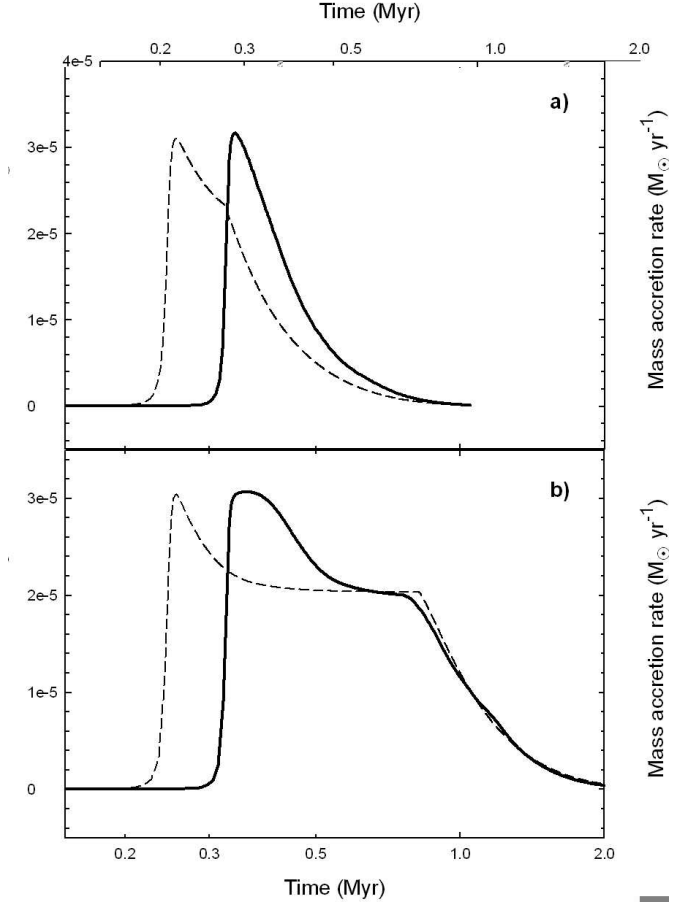 Time (Myr)
0.2 0.3 0.5 1.0 2.0
4e-5
a)
3e-5
2e-5
1e-5
0
Mass accretion rate (M☉ yr-1)
b)
3e-5
2e-5
1e-5
0
Mass accretion rate (M☉ yr-1)
0.2 0.3 0.5 1.0 2.0
Time (Myr)